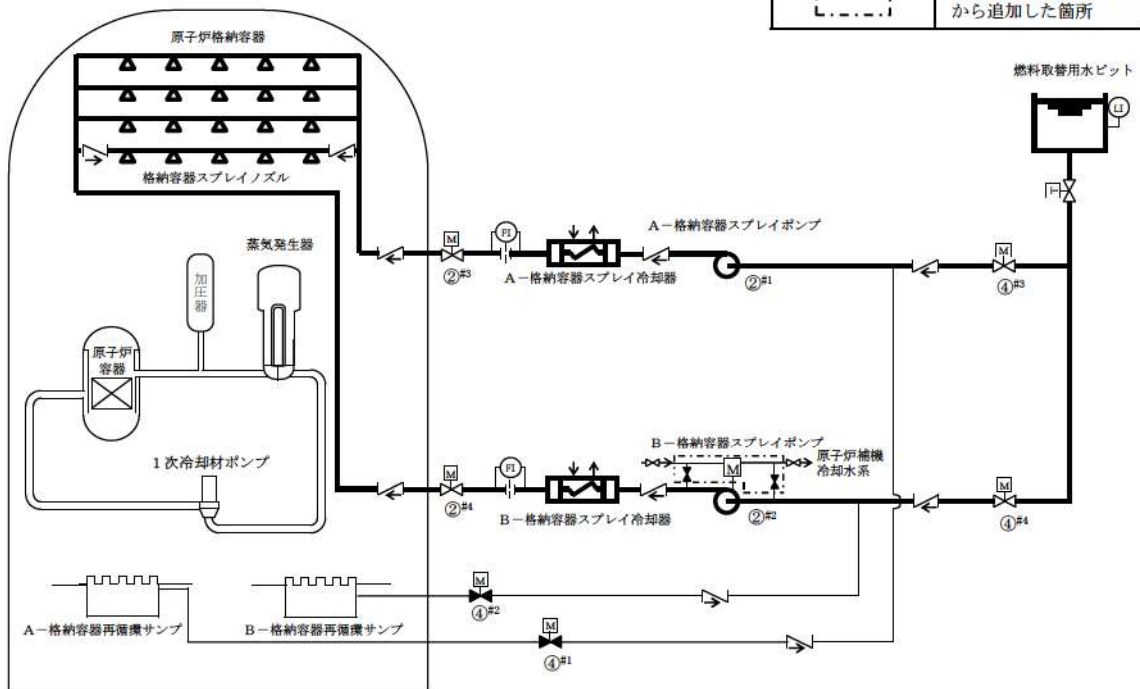 から追加した箇所
燃料取替用水ピット
LI
T
原子炉格納容器
格納容器スプレイノズル
A-格納容器スプレイポンプ
M
FI
M
②#3
A-格納容器スプレイ冷却器
②#1
④#3
蒸気発生器
加圧器
原子炉
容器
1次冷却材ポンプ
B-格納容器スプレイポンプ
原子炉補機
冷却水系
M
M
FI
M
②#4
B-格納容器スプレイ冷却器
②#2
④#4
M
④#2
A-格納容器再循環サンプ
B-格納容器再循環サンプ
M
④#1